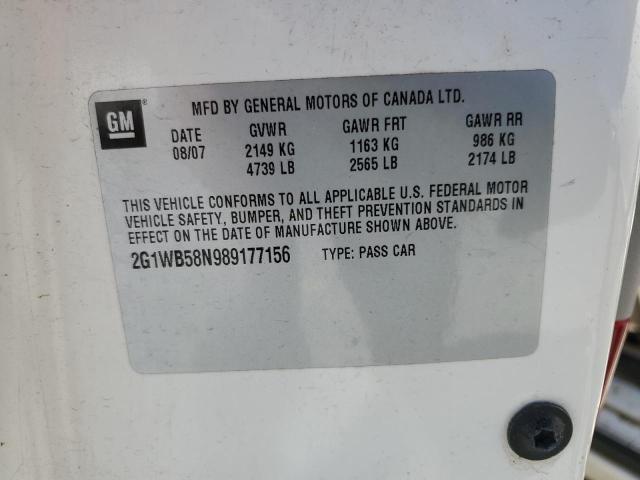 GM ®
MFD BY GENERAL MOTORS OF CANADA LTD.
DATE GVWR GAWR FRT GAWR RR
08/07 2149 KG 1163 KG 986 KG
4739 LB 2565 LB 2174 LB
THIS VEHICLE CONFORMS TO ALL APPLICABLE U.S. FEDERAL MOTOR
VEHICLE SAFETY, BUMPER, AND THEFT PREVENTION STANDARDS IN
EFFECT ON THE DATE OF MANUFACTURE SHOWN ABOVE.
2G1WB58N989177156 TYPE: PASS CAR